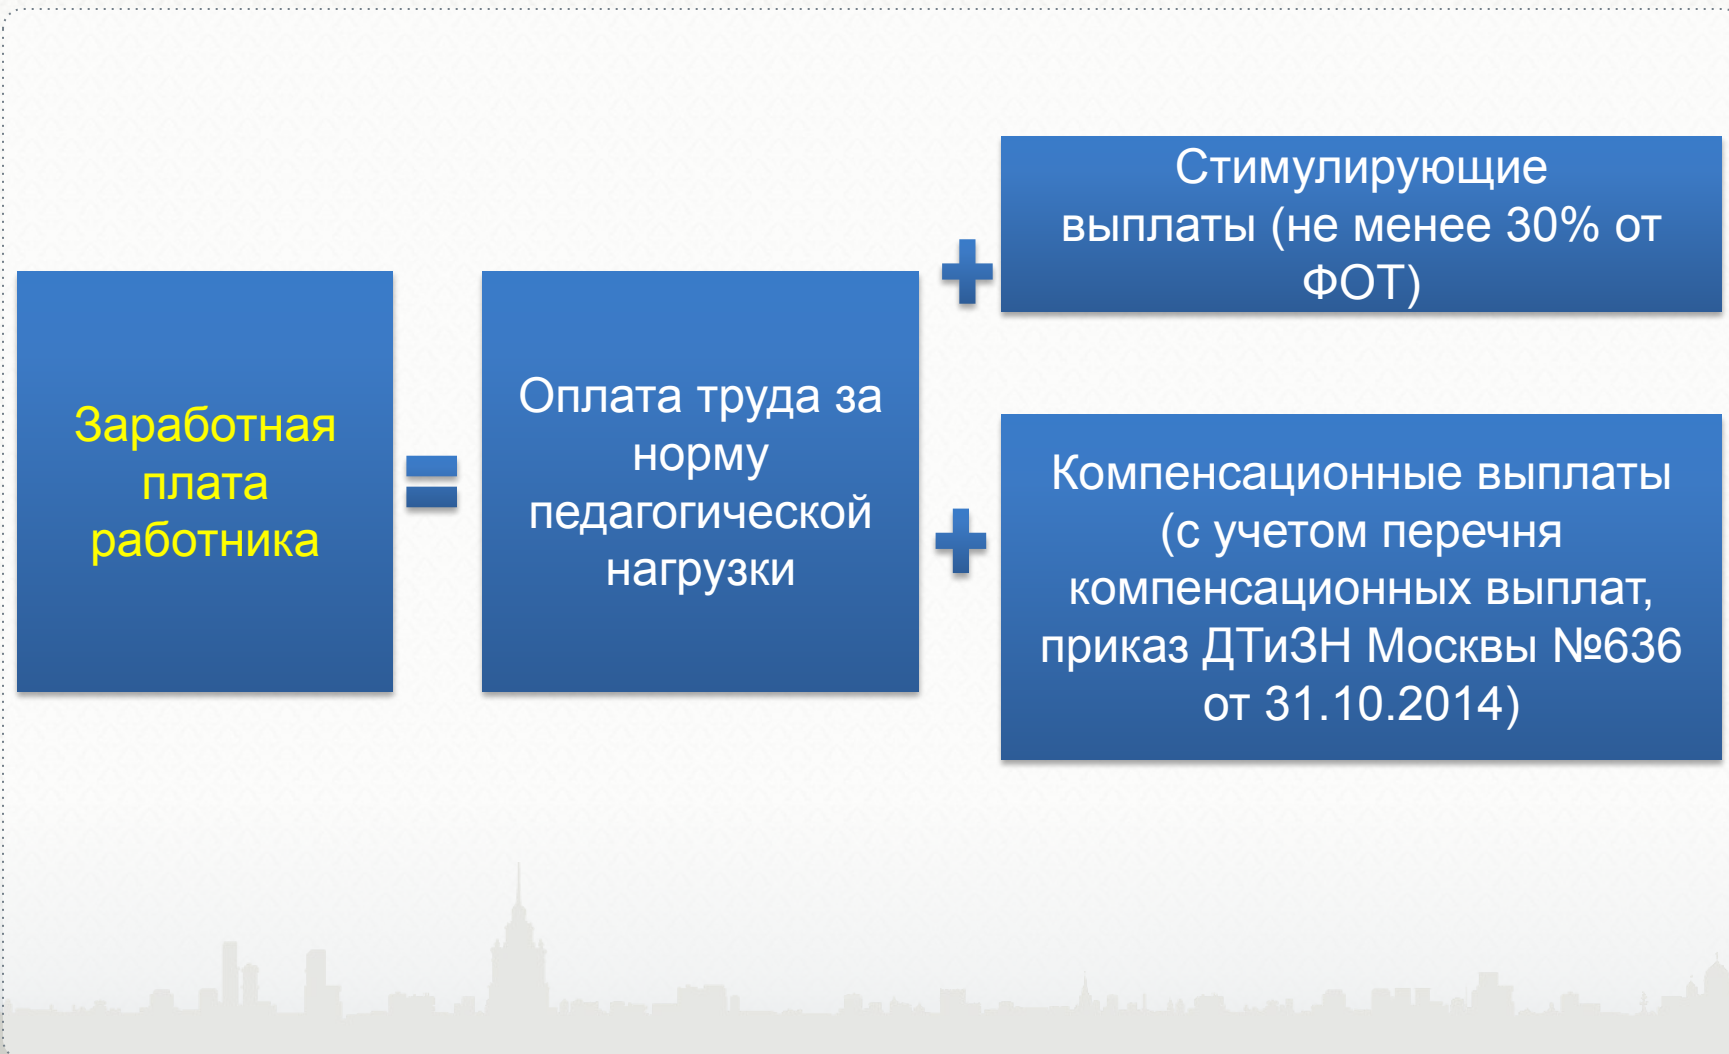 Заработная
плата
работника
=
Оплата труда за
норму
педагогической
нагрузки
+
Стимулирующие
выплаты (не менее 30% от
ФОТ)
+
Компенсационные выплаты
(с учетом перечня
компенсационных выплат,
приказ ДТиЗН Москвы №636
от 31.10.2014)